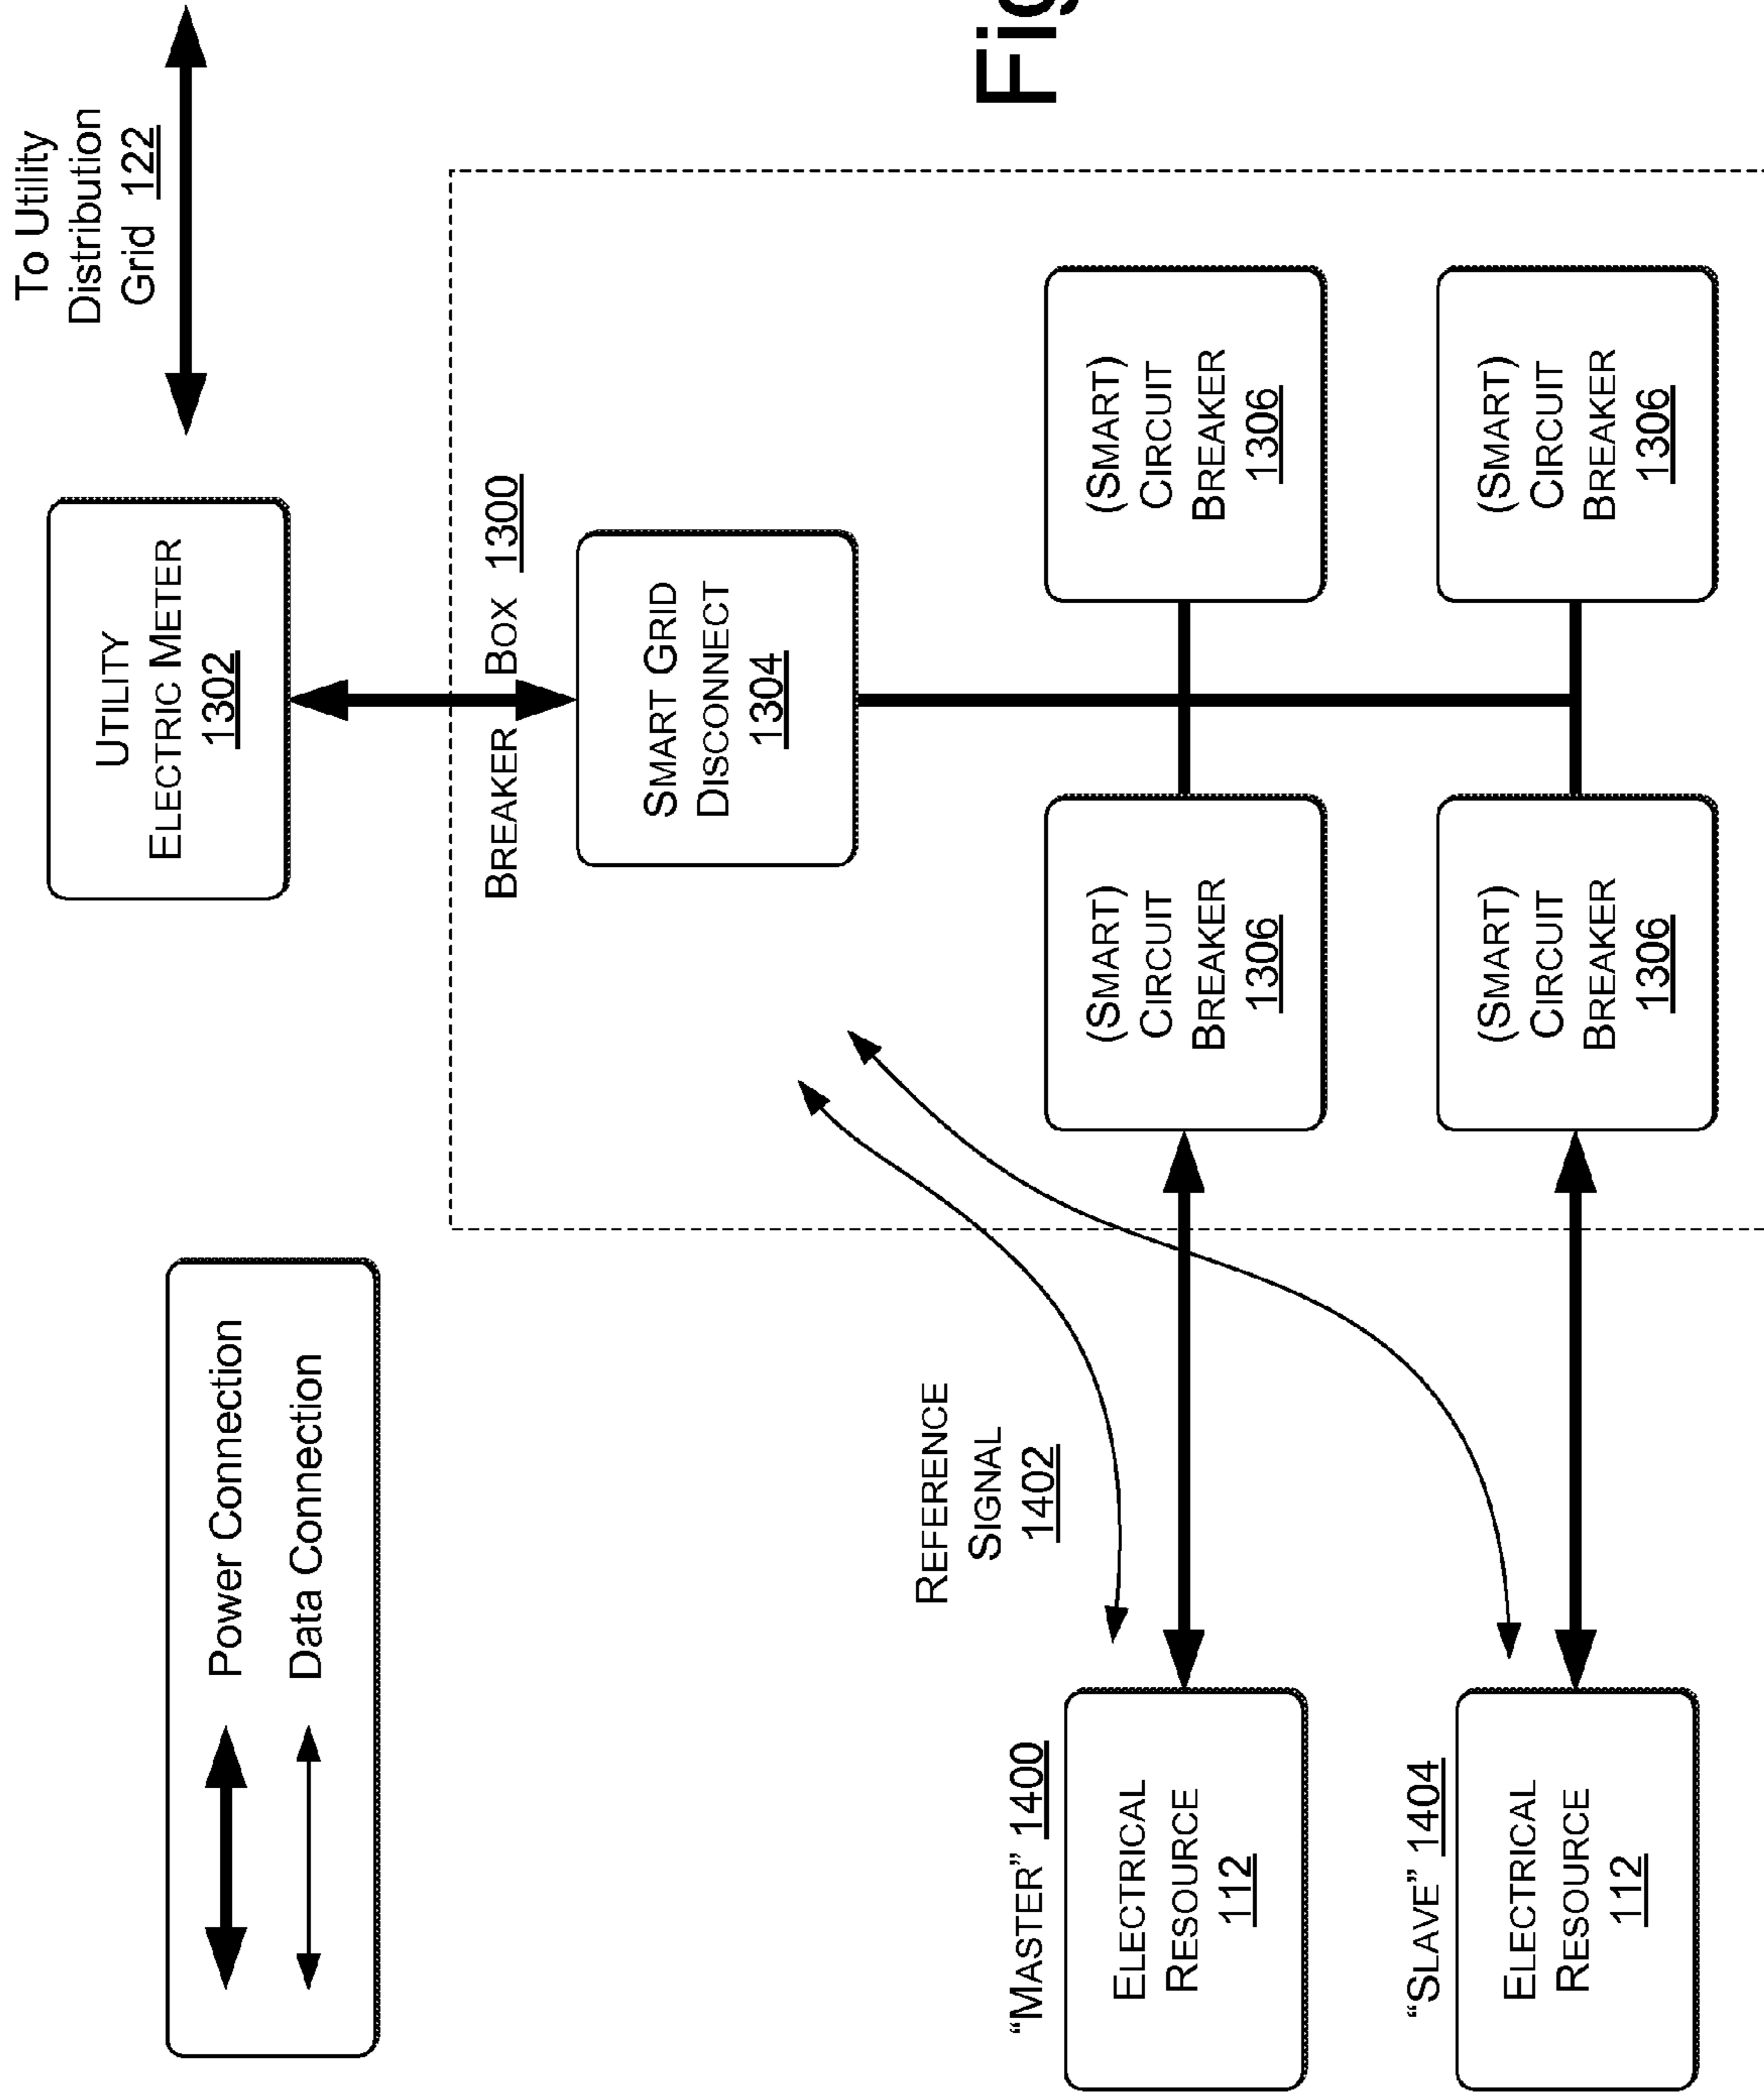 To Utility
Distribution
Grid 122
UTILITY
ELECTRIC METER
1302
Power Connection
Data Connection
BREAKER BOX 1300
SMART GRID
DISCONNECT
1304
REFERENCE
SIGNAL
1402
"MASTER" 1400
ELECTRICAL
RESOURCE
112
(SMART)
CIRCUIT
BREAKER
1306
(SMART)
CIRCUIT
BREAKER
1306
"SLAVE" 1404
ELECTRICAL
RESOURCE
112
(SMART)
CIRCUIT
BREAKER
1306
(SMART)
CIRCUIT
BREAKER
1306
Fig